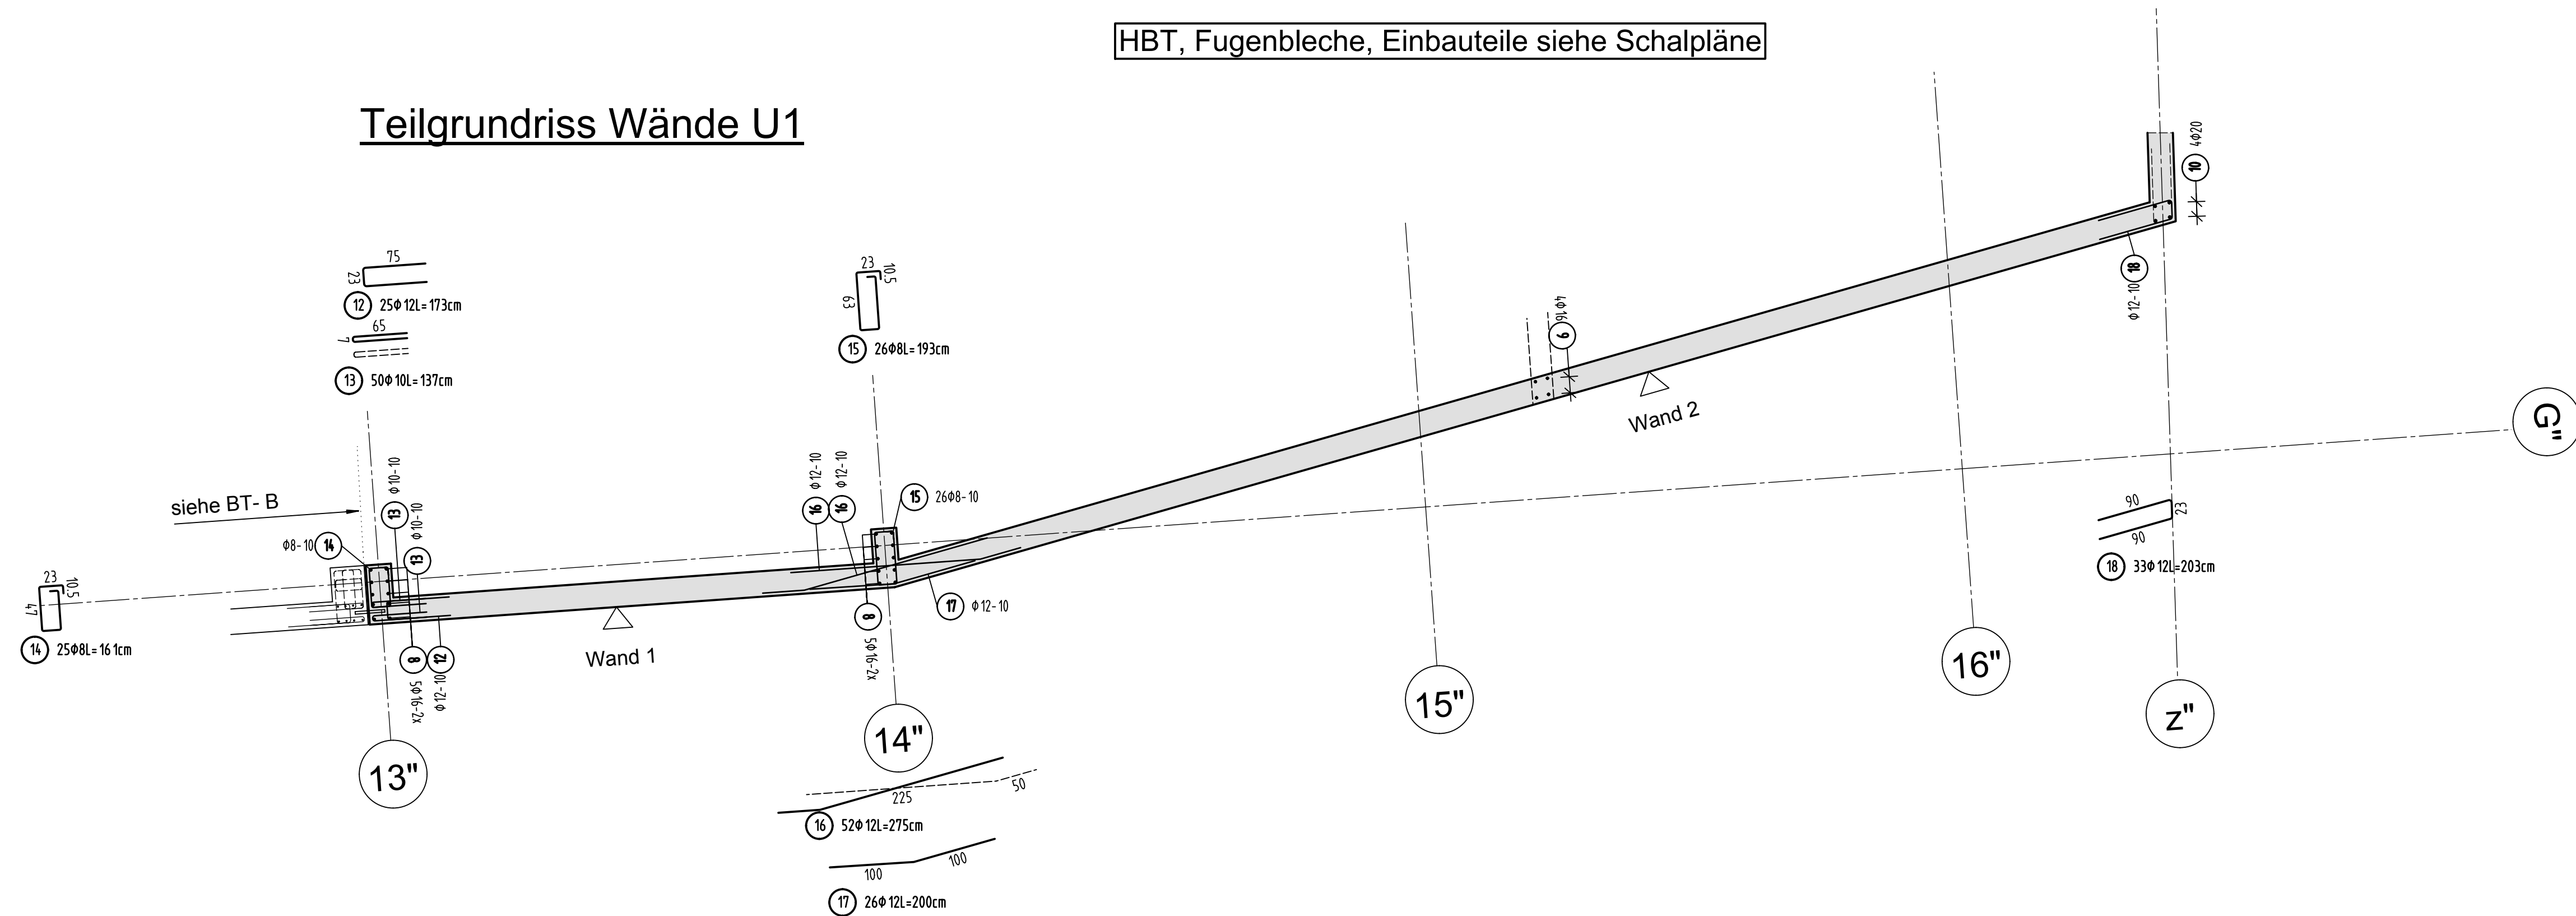 HBT, Fugenbleche, Einbauteile siehe Schalpläne
Teilgrundriss Wände U1
10 4Φ20
75
23
12 25Φ12L=173cm
65
7
13 50Φ10L=137cm
23
10.5
63
15 26Φ8L=193cm
18 Φ12-10
6 4Φ16
Wand 2
G"
siehe BT- B
13 Φ10-10
13 Φ10-10
Φ8-10 14
16 Φ12-10
16 Φ12-10
15 26Φ8-10
90
23
90
18 33Φ12L=203cm
23
10.5
47
14 25Φ8L=161cm
8 5Φ16-2x
12 Φ12-10
Wand 1
8 5Φ16-2x
17 Φ12-10
13"
14"
15"
16"
z"
225
50
16 52Φ12L=275cm
100
100
17 26Φ12L=200cm